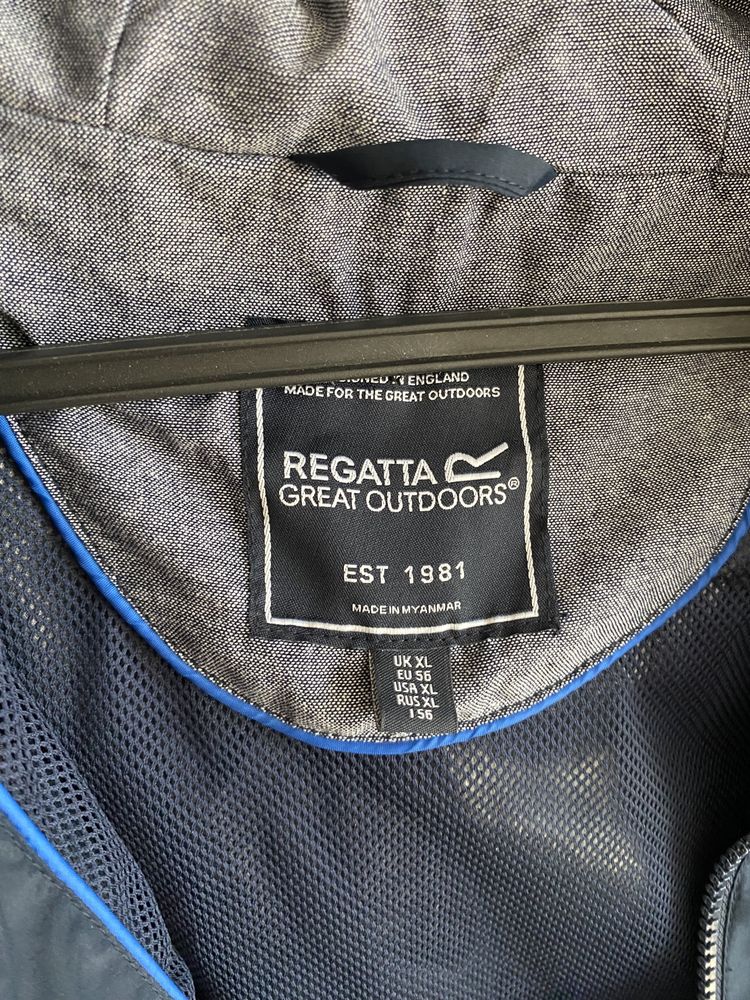 ENGLAND
MADE FOR THE GREAT OUTDOORS
REGATTA
GREAT OUTDOORS®
EST 1981
MADE IN MYANMAR
UK XL
EU 56
USA XL
RUS XL
I 56